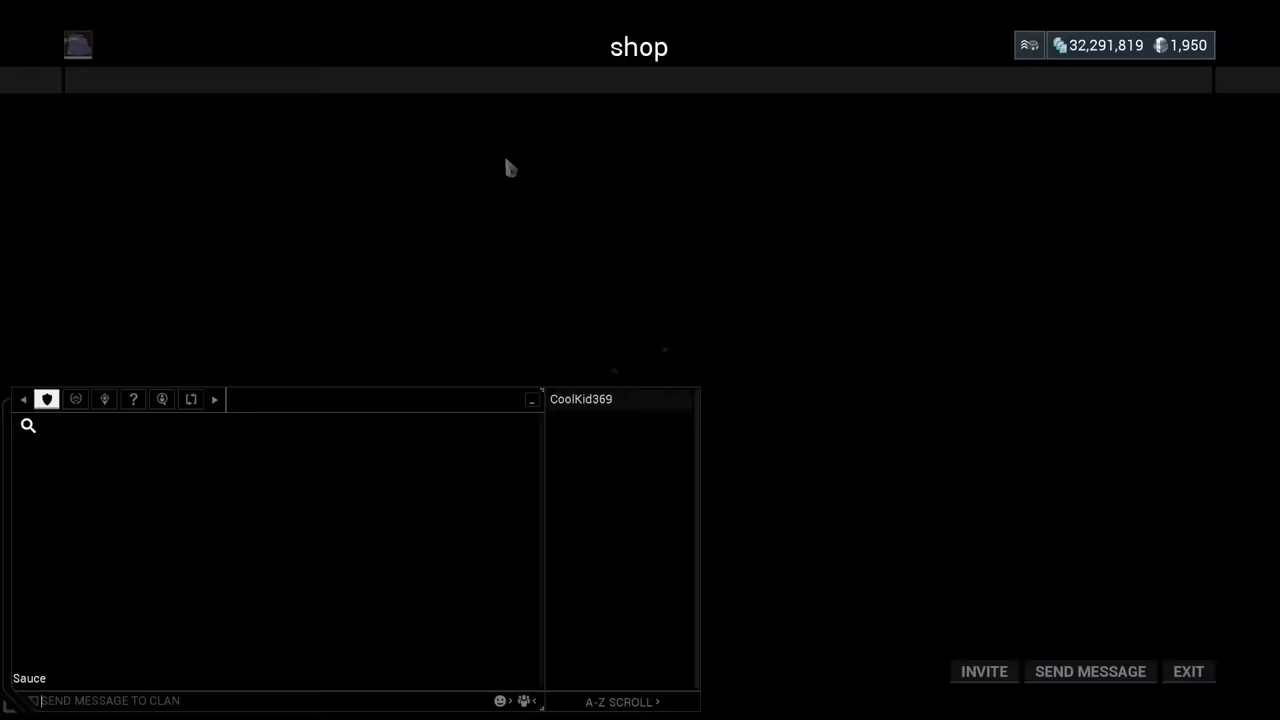 shop
32,291,819 1,950
CoolKid369
Sauce
SEND MESSAGE TO CLAN
A-Z SCROLL
INVITE SEND MESSAGE EXIT